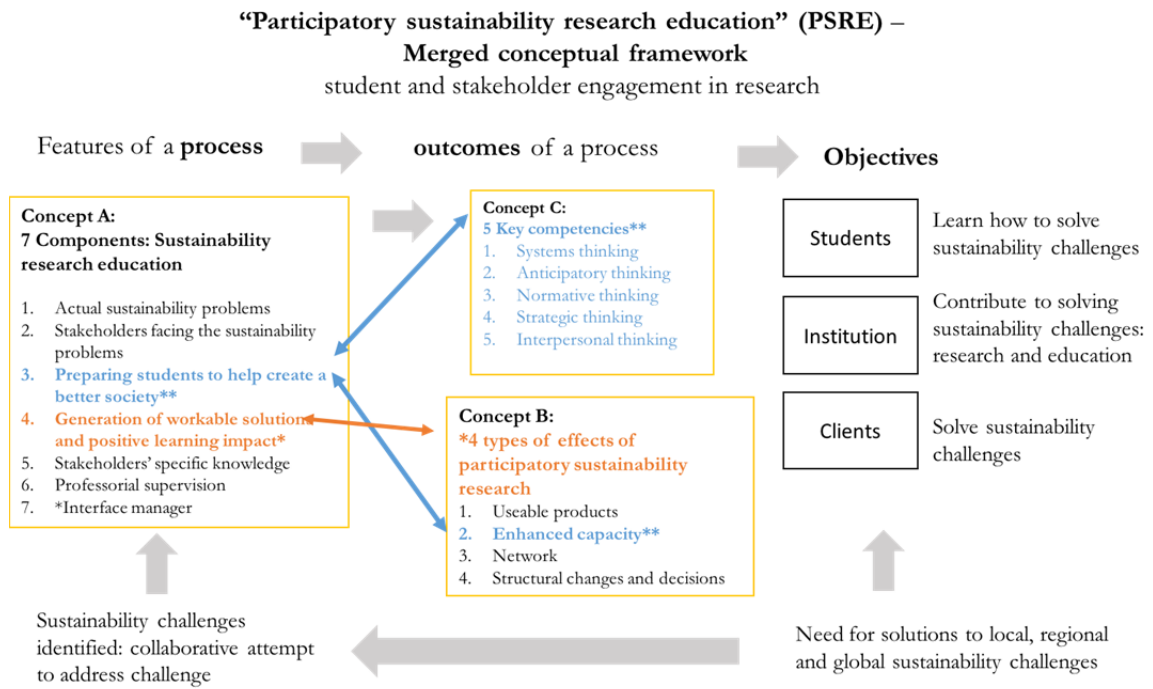 “Participatory sustainability research education” (PSRE) –
Merged conceptual framework
student and stakeholder engagement in research
Features of a process
outcomes of a process
Objectives
Concept A:
7 Components: Sustainability
research education
1. Actual sustainability problems
2. Stakeholders facing the sustainability
problems
3. Preparing students to help create a
better society**
4. Generation of workable solutions
and positive learning impact*
5. Stakeholders’ specific knowledge
6. Professorial supervision
7. *Interface manager
Concept C:
5 Key competencies**
1. Systems thinking
2. Anticipatory thinking
3. Normative thinking
4. Strategic thinking
5. Interpersonal thinking
Concept B:
*4 types of effects of
participatory sustainability
research
1. Useable products
2. Enhanced capacity**
3. Network
4. Structural changes and decisions
Students
Learn how to solve
sustainability challenges
Institution
Contribute to solving
sustainability challenges:
research and education
Clients
Solve sustainability
challenges
Sustainability challenges
identified: collaborative attempt
to address challenge
Need for solutions to local, regional
and global sustainability challenges